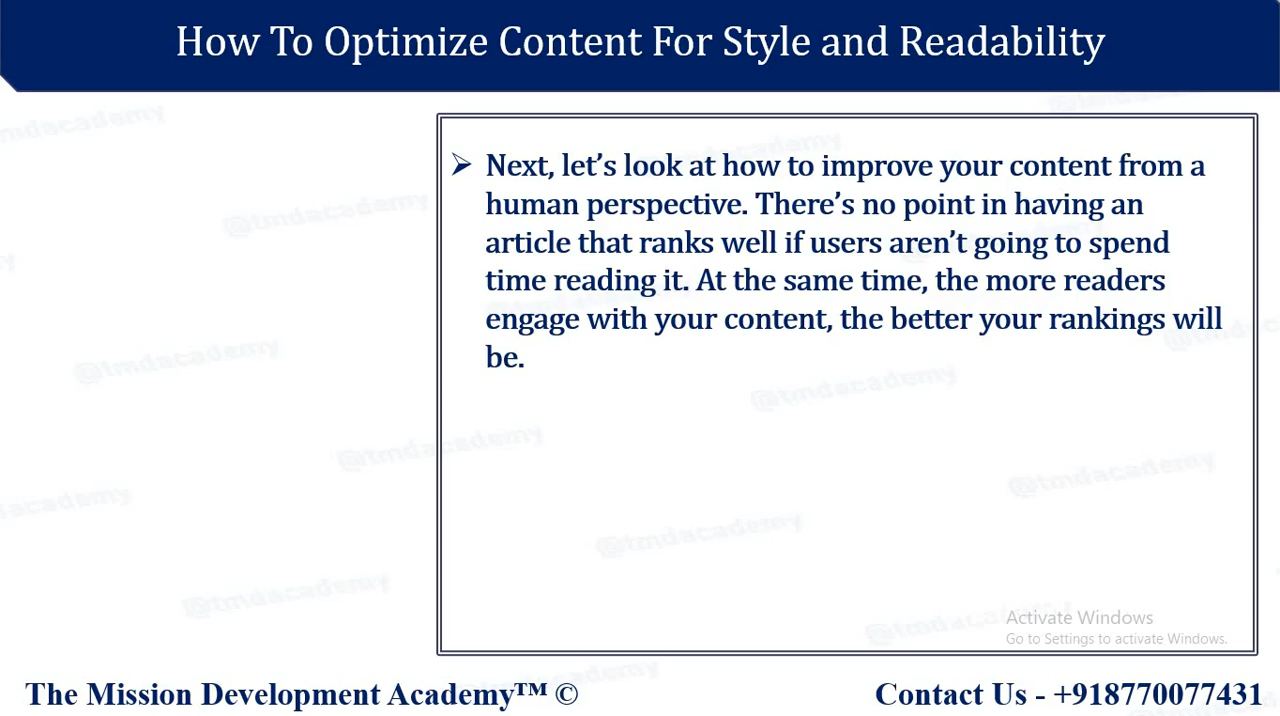 How To Optimize Content For Style and Readability
➢ Next, let’s look at how to improve your content from a
human perspective. There’s no point in having an
article that ranks well if users aren’t going to spend
time reading it. At the same time, the more readers
engage with your content, the better your rankings will
be.
@tmdacademy
Activate Windows
Go to Settings to activate Windows.
The Mission Development Academy™ ©
Contact Us - +918770077431